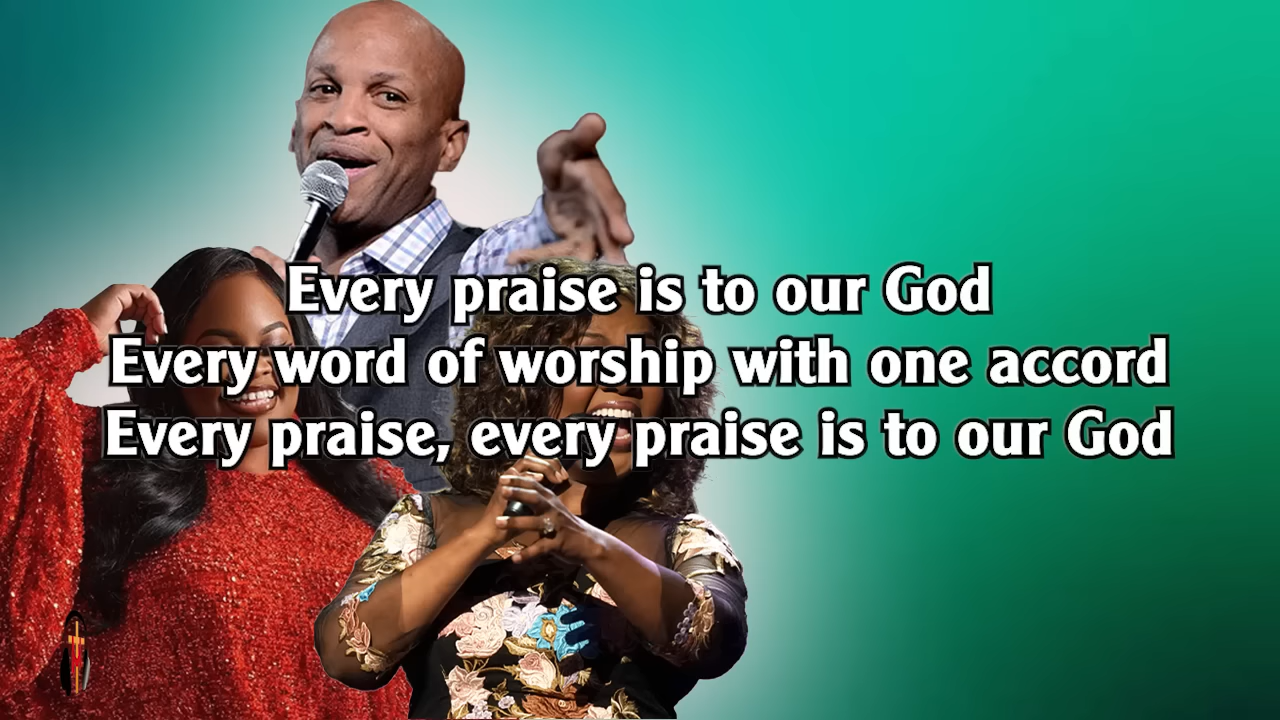 Every praise is to our God
Every word of worship with one accord
Every praise, every praise is to our God